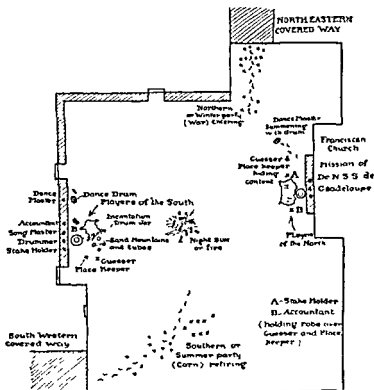 NORTH EASTERN
COVERED WAY
Northern
or Winter party
(War) Entering
Dance Master
Summoning
with drum
Franciscan
Church
Guesser &
Place keeper
hiding
contest
A
Mission of
De N S S de
Guadeloupe
B
Players
of the North
Dance
Master
Dance Drum
Players of the South
Accountant
Song Master
Drummer
Stake Holder
B
Incantation
Drum Jar
Sand Mountains
and tubes
Night Sun
or fire
Guesser
Place Keeper
A-Stake Holder
B-Accountant
(holding robe over
Guesser and Place
Keeper)
South Western
Covered way
Southern or
Summer party
(Corn) retiring